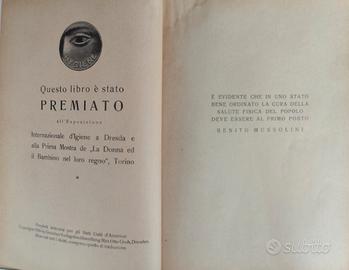 HYGIENE
Questo libro è stato
PREMIATO
all'Esposizione
Internazionale d'Igiene a Dresda e
alla Prima Mostra de „La Donna ed
il Bambino nel loro regno", Torino
È EVIDENTE CHE IN UNO STATO
BENE ORDINATO LA CURA DELLA
SALUTE FISICA DEL POPOLO
DEVE ESSERE AL PRIMO POSTO
BENITO MUSSOLINI
subito.it